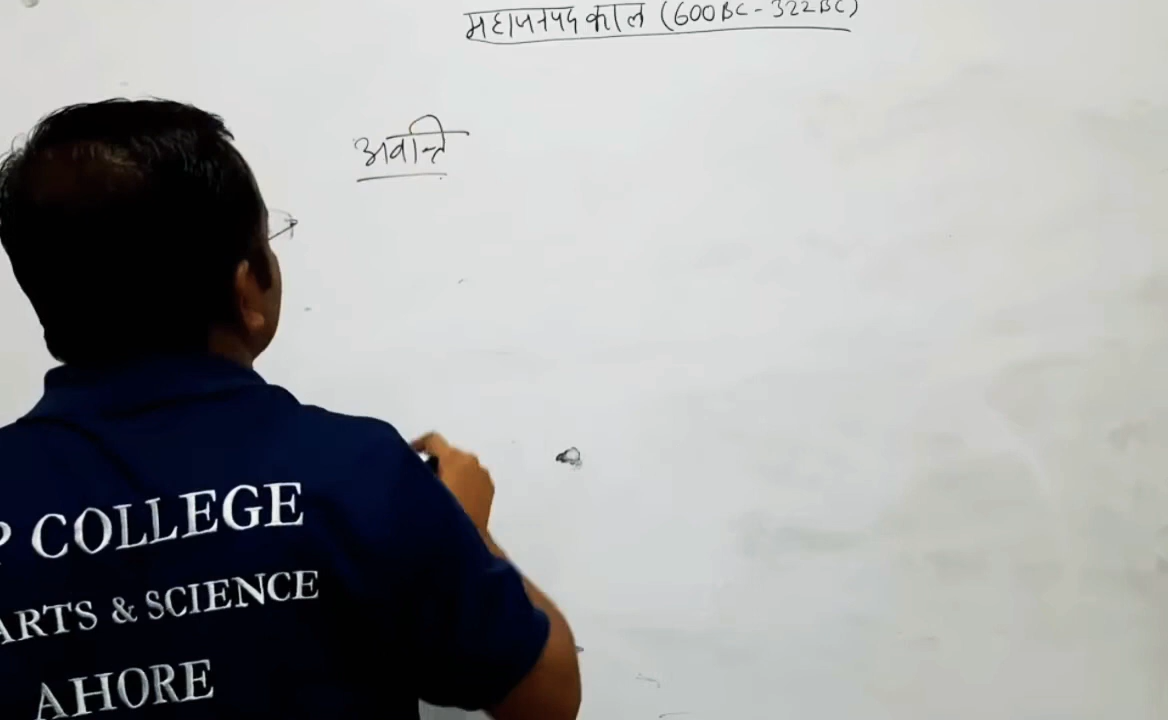 महाजनपद काल (600BC-322BC)
अवन्ति
COLLEGE
ARTS & SCIENCE
AHORE